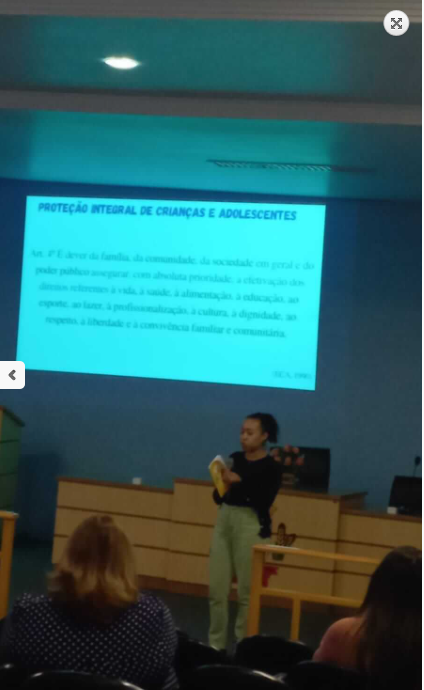 PROTEÇÃO INTEGRAL DE CRIANÇAS E ADOLESCENTES
Art. 4º É dever da família, da comunidade, da sociedade em geral e do
poder público assegurar, com absoluta prioridade, a efetivação dos
direitos referentes à vida, à saúde, à alimentação, à educação, ao
esporte, ao lazer, à profissionalização, à cultura, à dignidade, ao
respeito, à liberdade e à convivência familiar e comunitária.